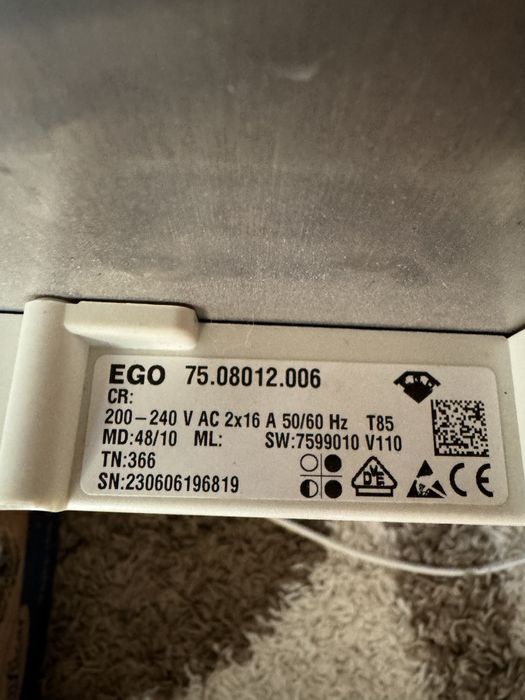 EGO 75.08012.006
CR:
200-240 V AC 2x16 A 50/60 Hz T85
MD:48/10 ML: SW:7599010 V110
TN:366
SN:230606196819
VDE
CE